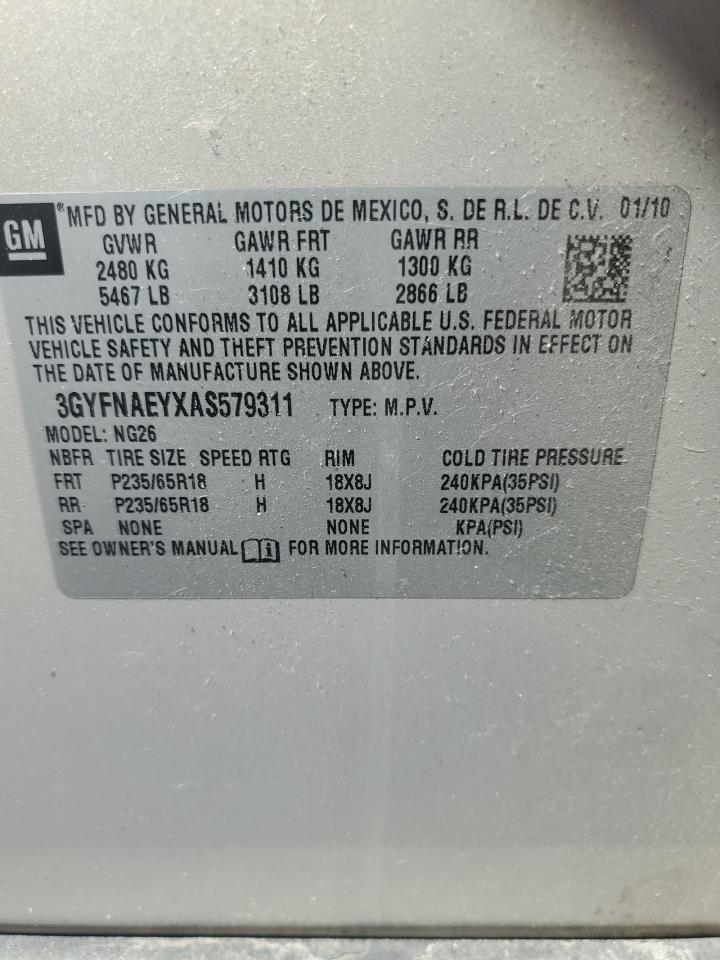 GM
® MFD BY GENERAL MOTORS DE MEXICO, S. DE R.L. DE C.V. 01/10
GVWR GAWR FRT GAWR RR
2480 KG 1410 KG 1300 KG
5467 LB 3108 LB 2866 LB
THIS VEHICLE CONFORMS TO ALL APPLICABLE U.S. FEDERAL MOTOR
VEHICLE SAFETY AND THEFT PREVENTION STANDARDS IN EFFECT ON
THE DATE OF MANUFACTURE SHOWN ABOVE.
3GYFNAEYXAS579311 TYPE: M.P.V.
MODEL: NG26
NBFR TIRE SIZE SPEED RTG RIM COLD TIRE PRESSURE
FRT P235/65R18 H 18X8J 240KPA(35PSI)
RR P235/65R18 H 18X8J 240KPA(35PSI)
SPA NONE NONE KPA(PSI)
SEE OWNER'S MANUAL FOR MORE INFORMATION.